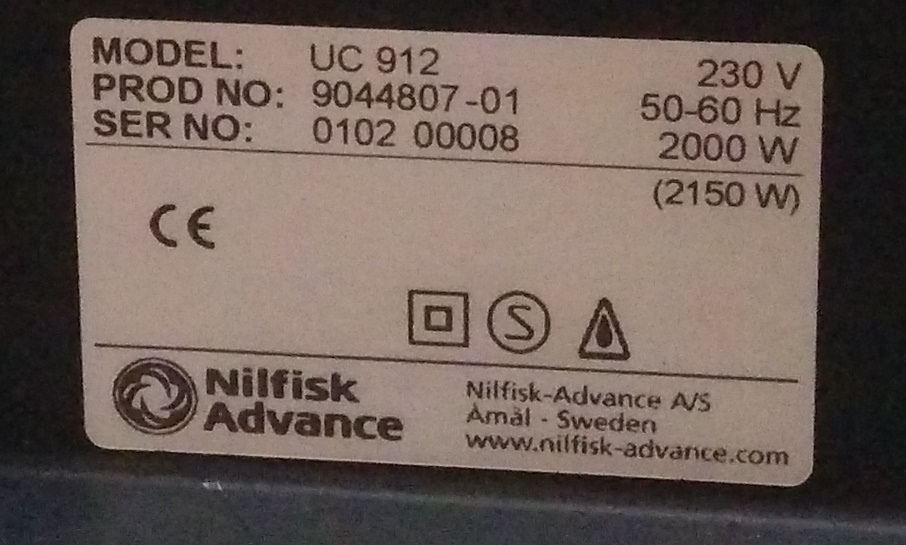 MODEL: UC 912 230 V
PROD NO: 9044807-01 50-60 Hz
SER NO: 0102 00008 2000 W
(2150 W)
CE
S
Nilfisk
Advance
Nilfisk-Advance A/S
Åmål - Sweden
www.nilfisk-advance.com